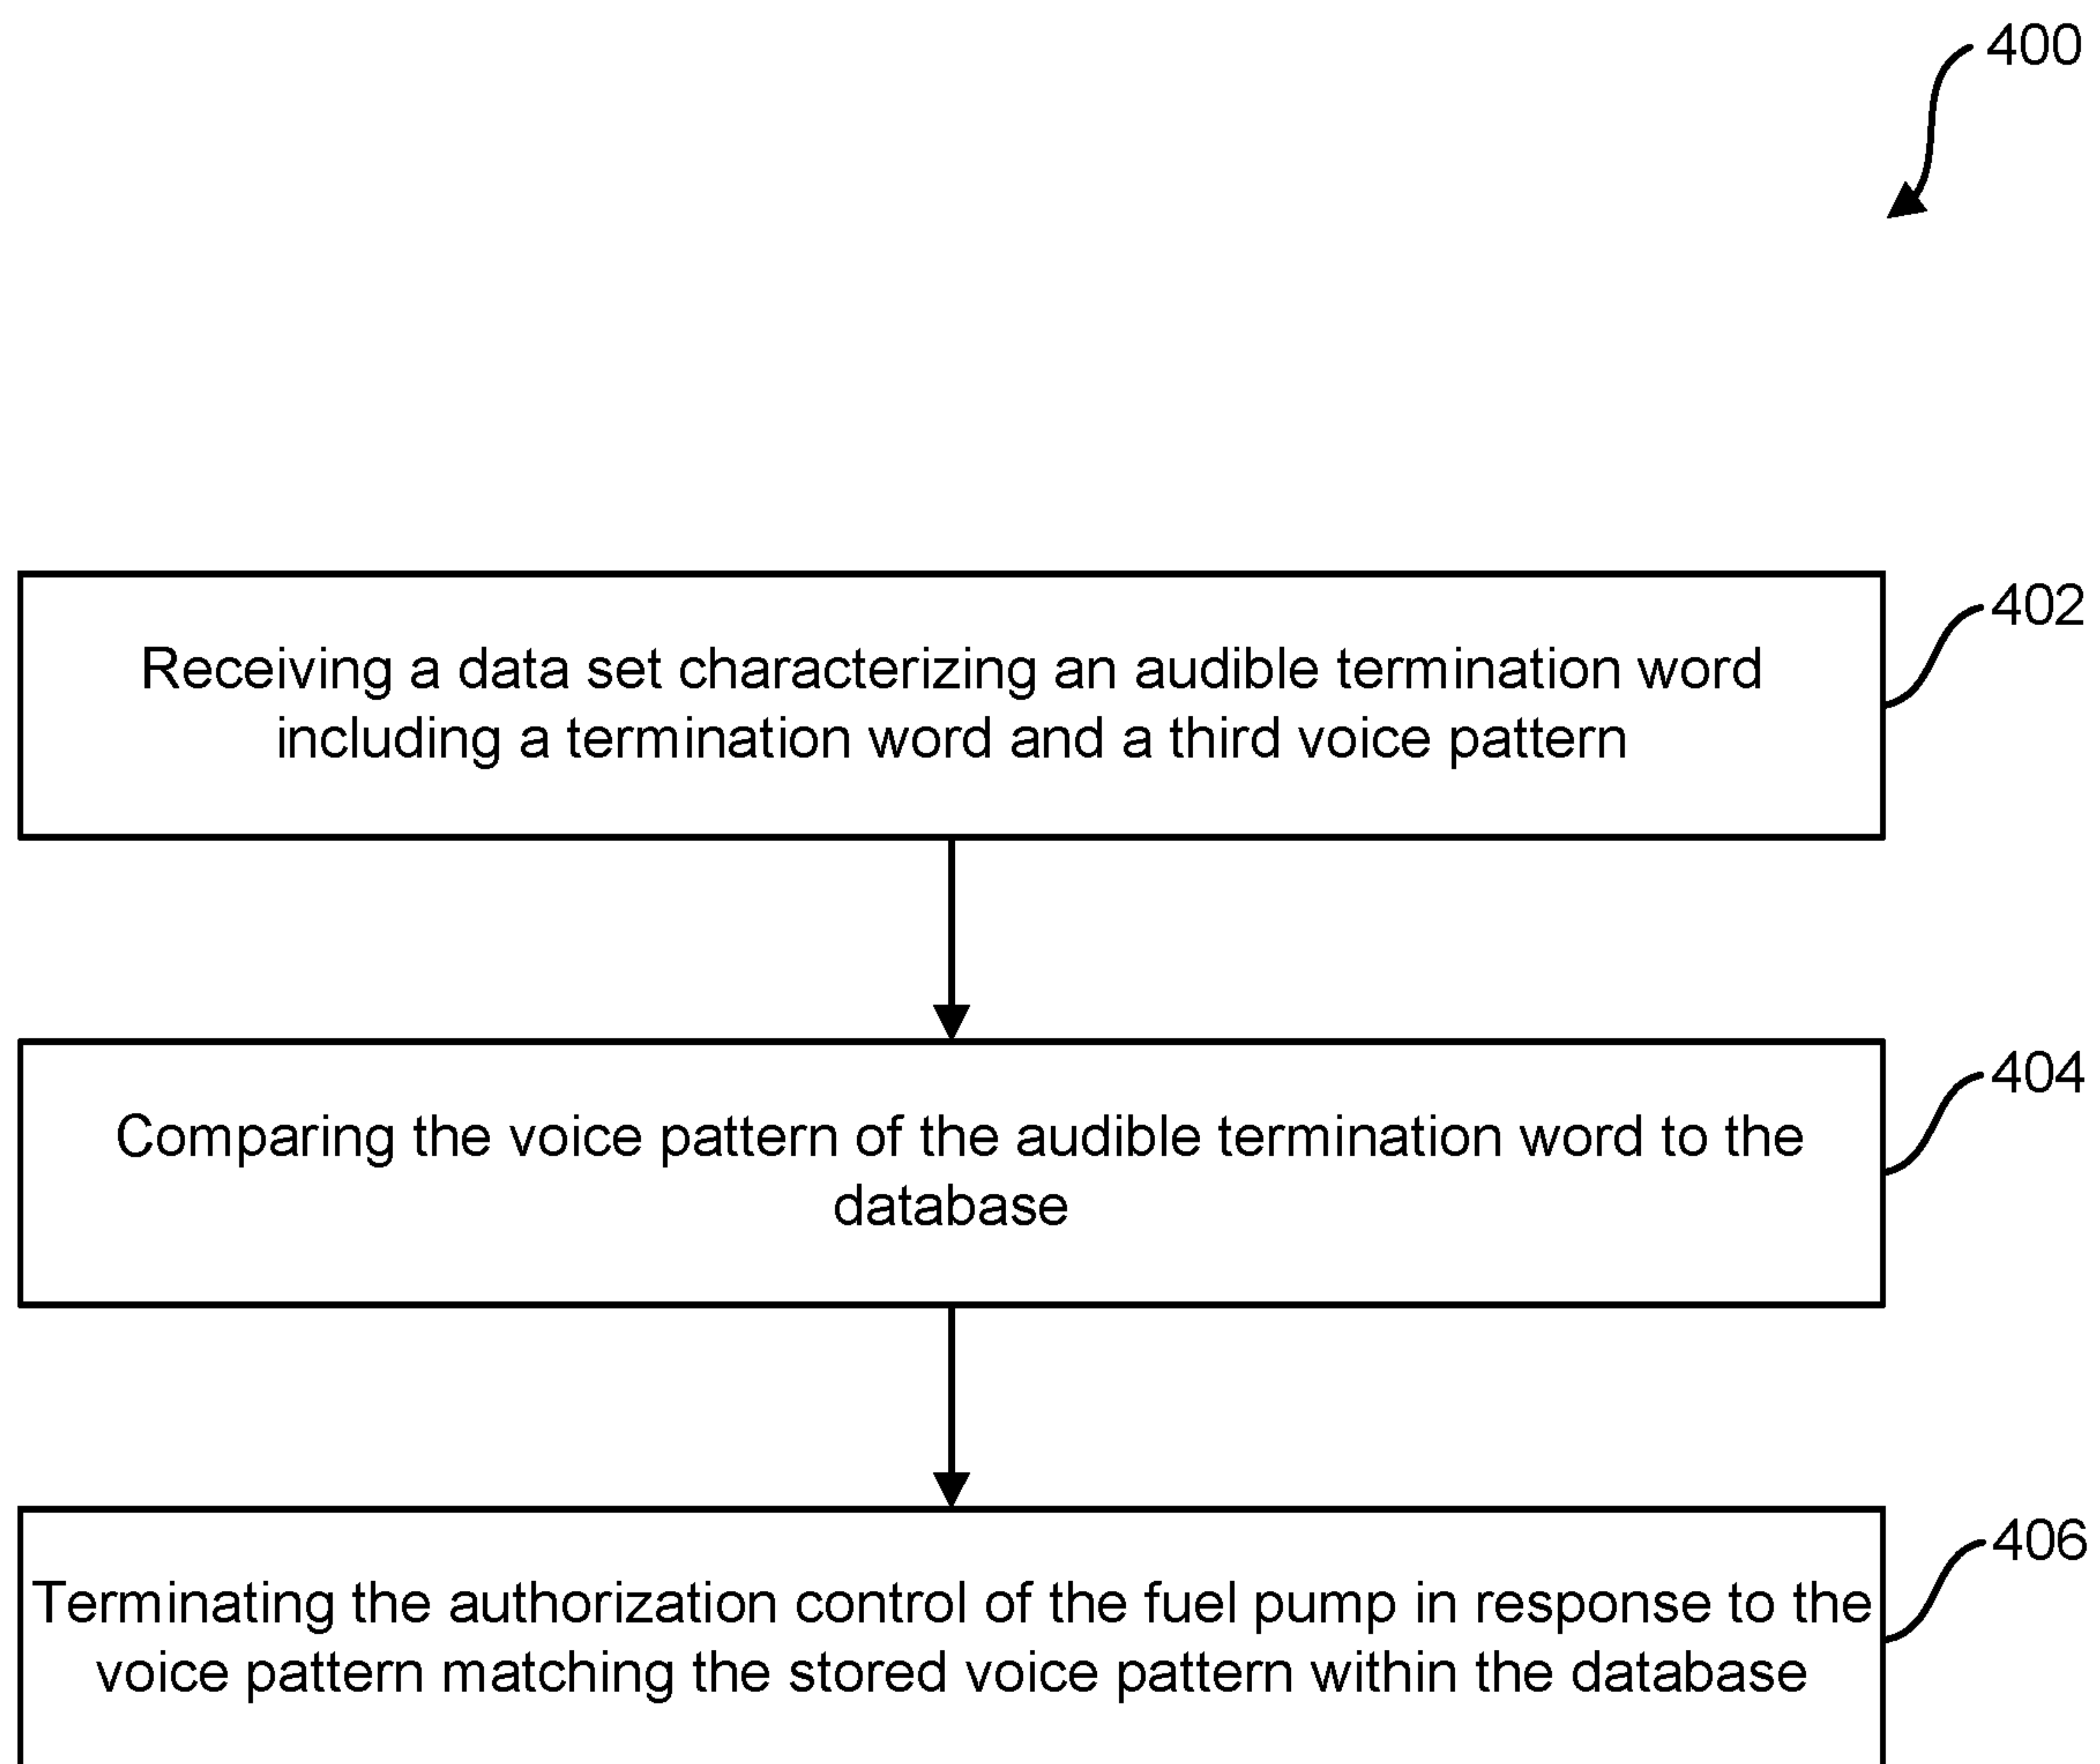 400
402
Receiving a data set characterizing an audible termination word
including a termination word and a third voice pattern
404
Comparing the voice pattern of the audible termination word to the
database
406
Terminating the authorization control of the fuel pump in response to the
voice pattern matching the stored voice pattern within the database